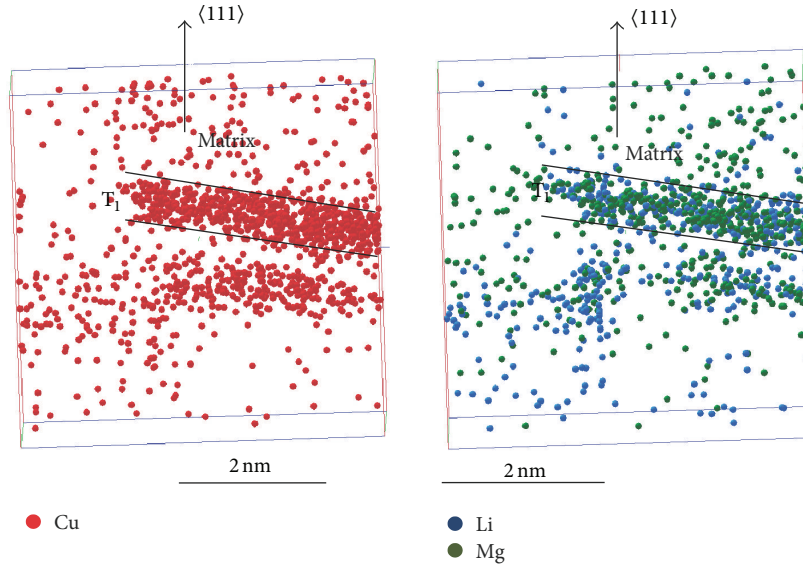 ⟨111⟩
Matrix
T₁
2 nm
Cu
⟨111⟩
Matrix
T₁
2 nm
Li
Mg